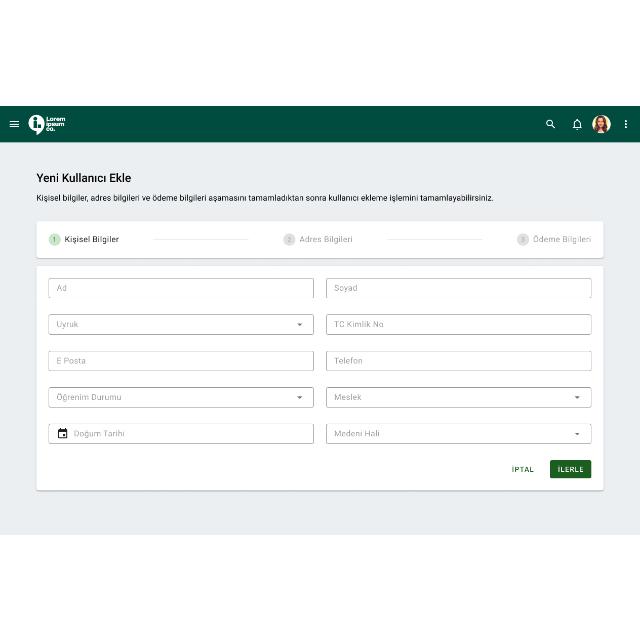 Lorem
ipsum
co.
Yeni Kullanıcı Ekle
Kişisel bilgiler, adres bilgileri ve ödeme bilgileri aşamasını tamamladıktan sonra kullanıcı ekleme işlemini tamamlayabilirsiniz.
1 Kişisel Bilgiler
2 Adres Bilgileri
3 Ödeme Bilgileri
Ad
Soyad
Uyruk
TC Kimlik No
E Posta
Telefon
Öğrenim Durumu
Meslek
Doğum Tarihi
Medeni Hali
İPTAL
İLERLE